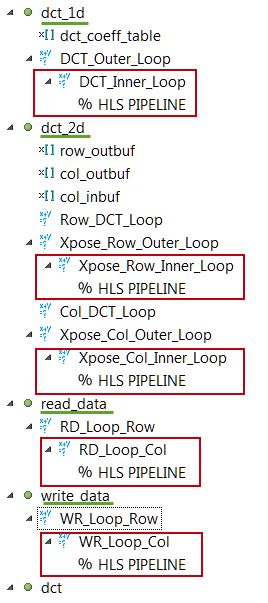 dct_1d
dct_coeff_table
DCT_Outer_Loop
DCT_Inner_Loop
% HLS PIPELINE
dct_2d
row_outbuf
col_outbuf
col_inbuf
Row_DCT_Loop
Xpose_Row_Outer_Loop
Xpose_Row_Inner_Loop
% HLS PIPELINE
Col_DCT_Loop
Xpose_Col_Outer_Loop
Xpose_Col_Inner_Loop
% HLS PIPELINE
read_data
RD_Loop_Row
RD_Loop_Col
% HLS PIPELINE
write_data
WR_Loop_Row
WR_Loop_Col
% HLS PIPELINE
dct